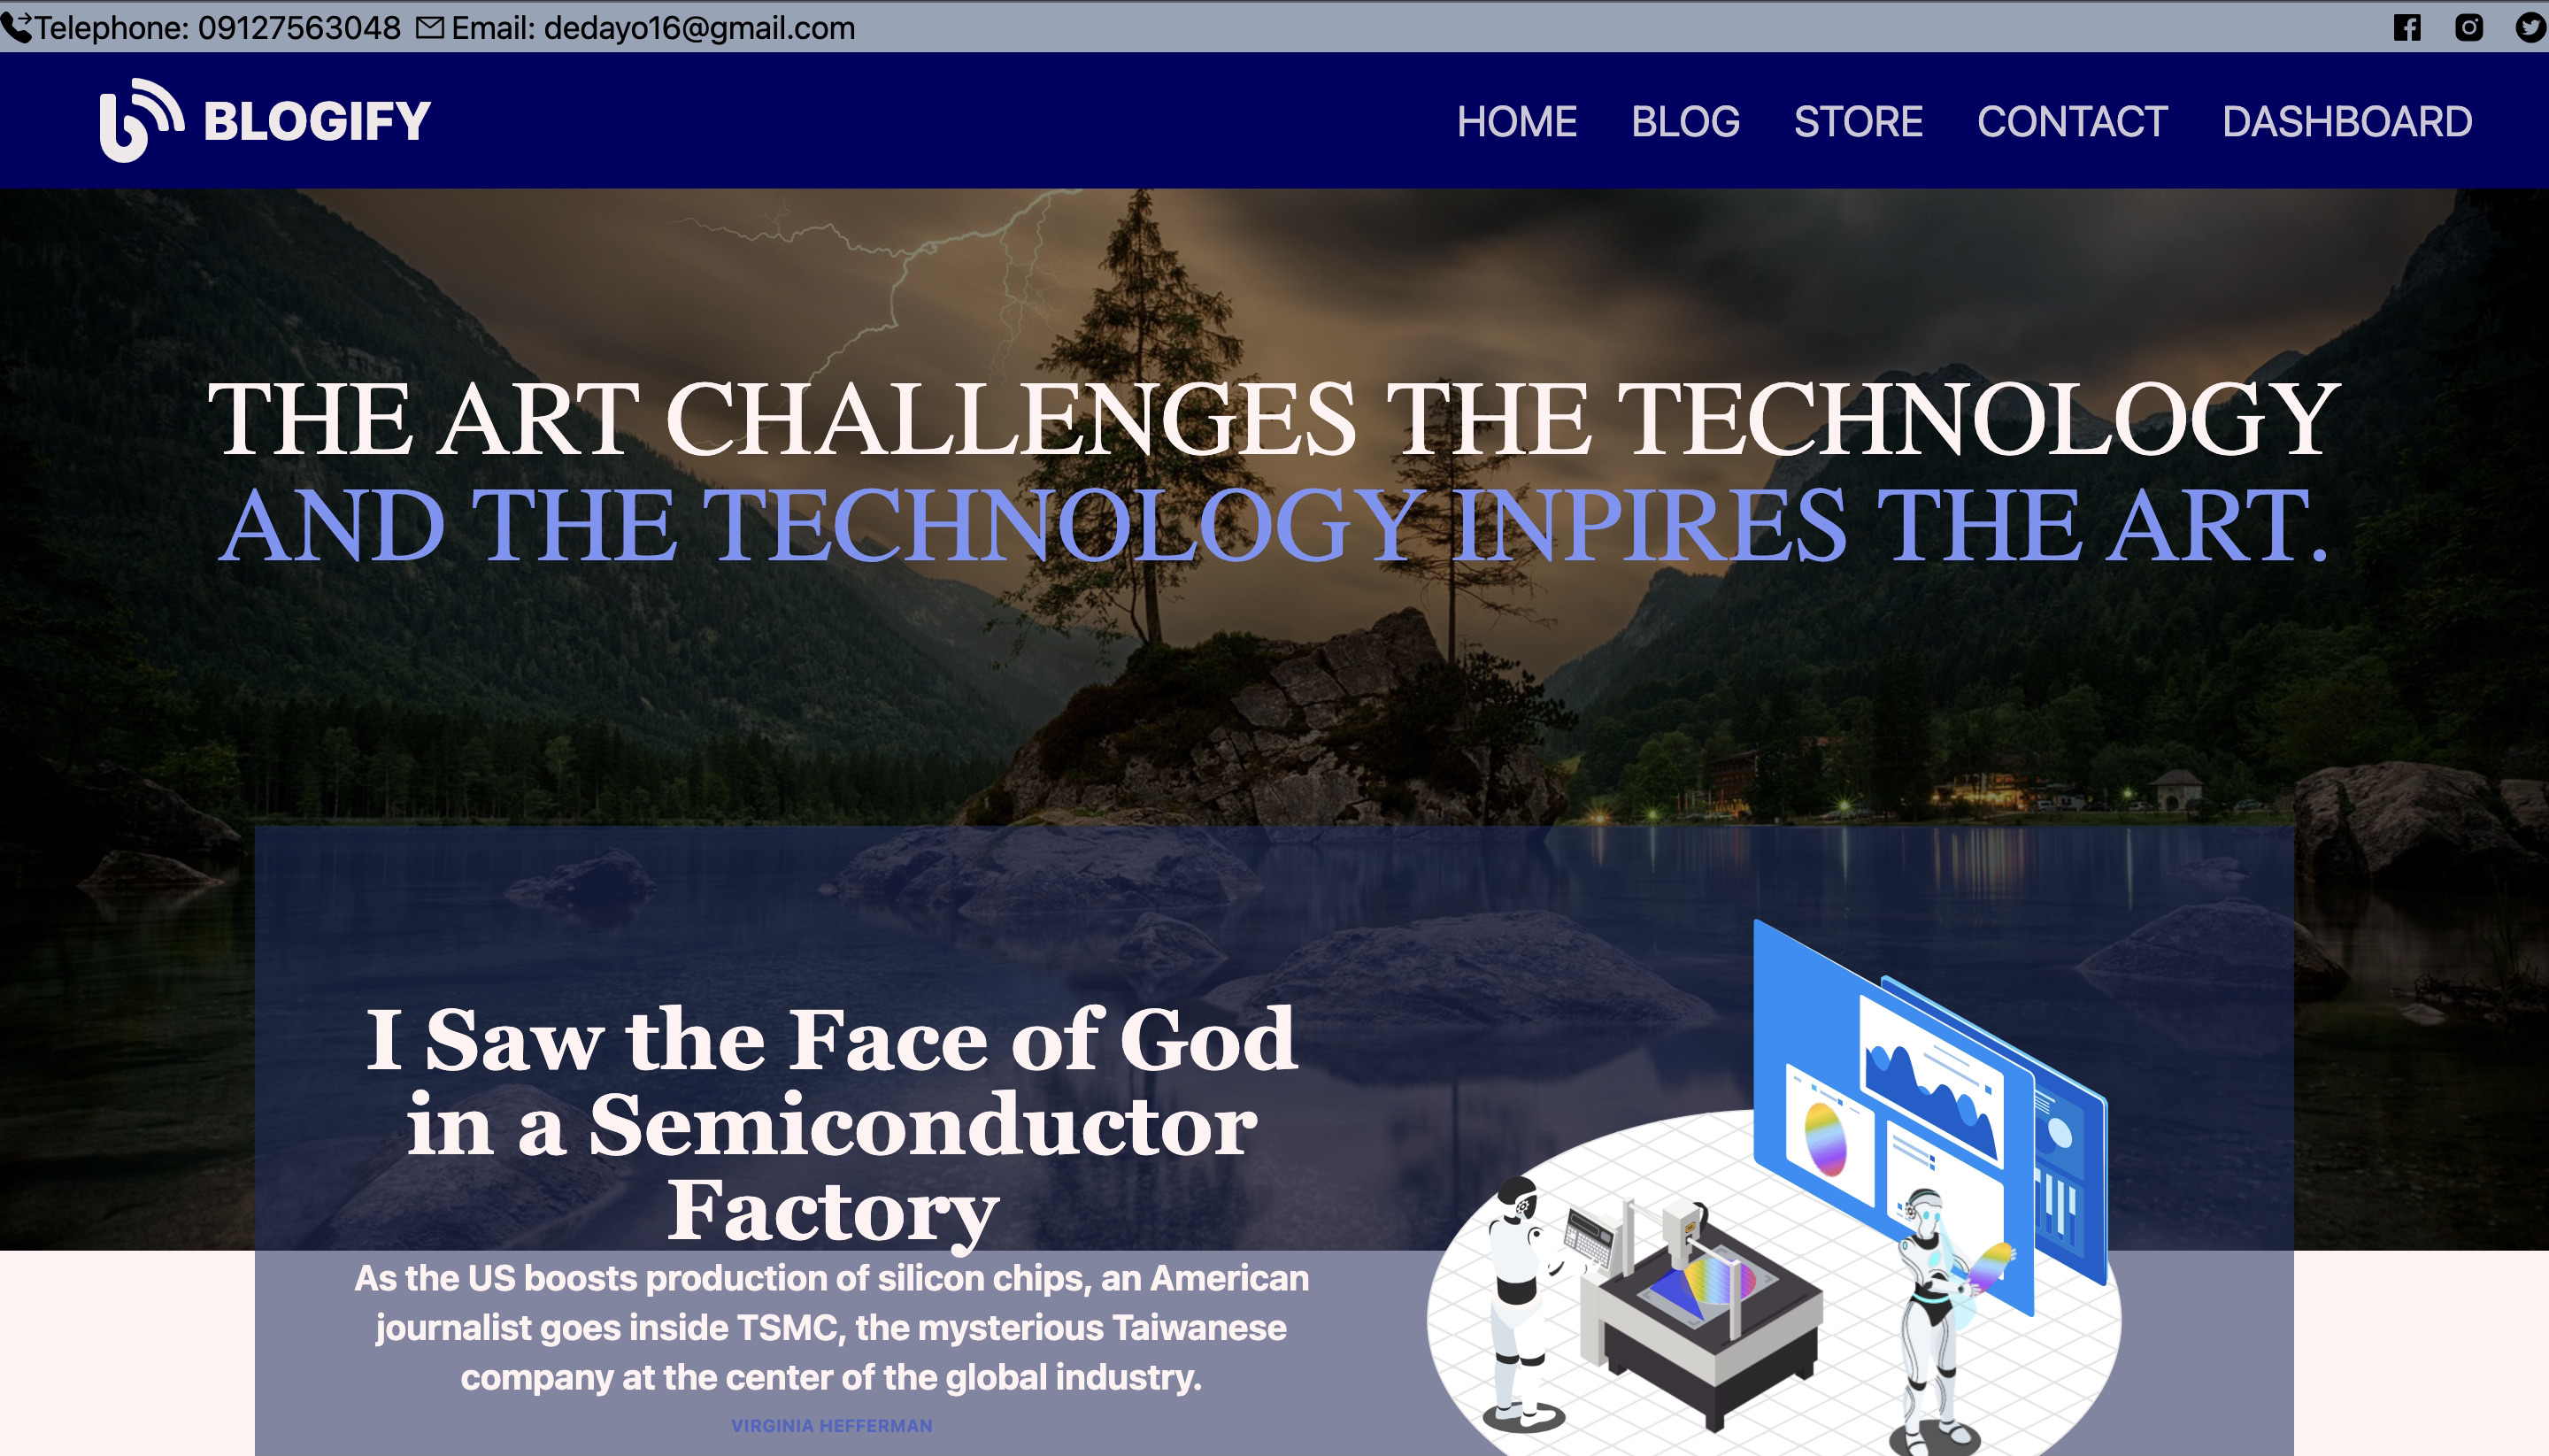 Telephone: 09127563048 Email: dedayo16@gmail.com
BLOGIFY
HOME BLOG STORE CONTACT DASHBOARD
THE ART CHALLENGES THE TECHNOLOGY
AND THE TECHNOLOGY INPIRES THE ART.
I Saw the Face of God
in a Semiconductor
Factory
As the US boosts production of silicon chips, an American
journalist goes inside TSMC, the mysterious Taiwanese
company at the center of the global industry.
VIRGINIA HEFFERMAN